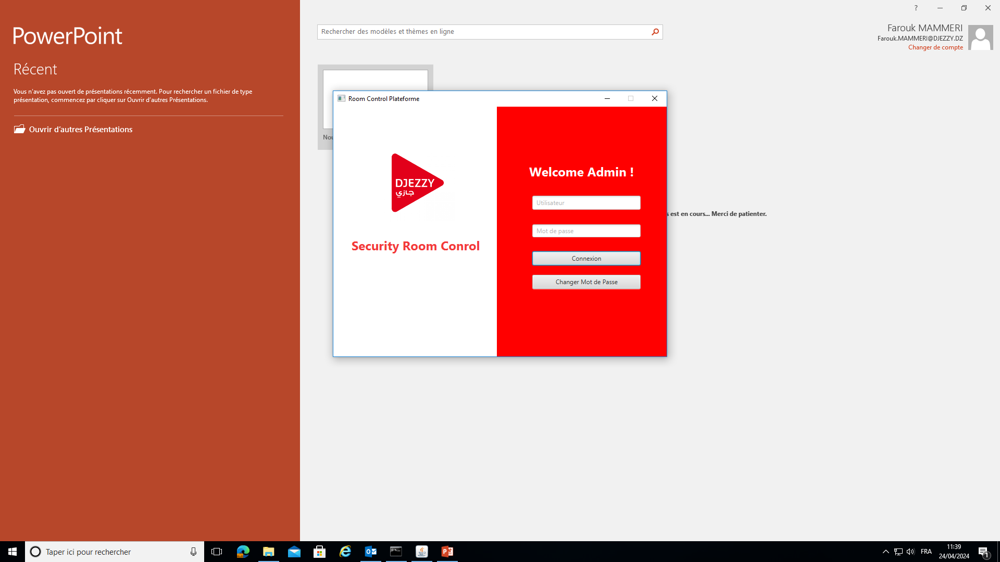 PowerPoint
Récent
Vous n'avez pas ouvert de présentations récemment. Pour rechercher un fichier de type
présentation, commencez par cliquer sur Ouvrir d'autres Présentations.
Ouvrir d'autres Présentations
?
Rechercher des modèles et thèmes en ligne
Farouk MAMMERI
Farouk.MAMMERI@DJEZZY.DZ
Changer de compte
Nou
Room Control Plateforme
DJEZZY
جازي
Security Room Conrol
Welcome Admin !
Utilisateur
Mot de passe
Connexion
Changer Mot de Passe
s est en cours... Merci de patienter.
Taper ici pour rechercher
FRA
11:39
24/04/2024
1